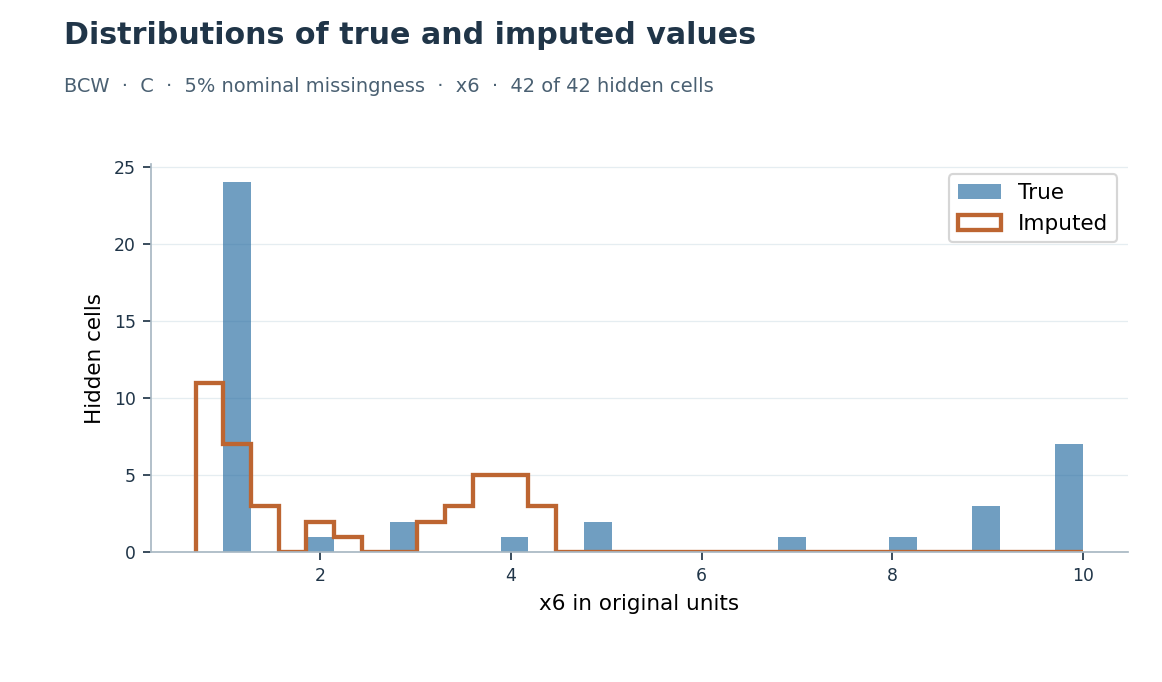 Distributions of true and imputed values
BCW · C · 5% nominal missingness · x6 · 42 of 42 hidden cells
25
20
15
10
5
0
Hidden cells
True
Imputed
2 4 6 8 10
x6 in original units